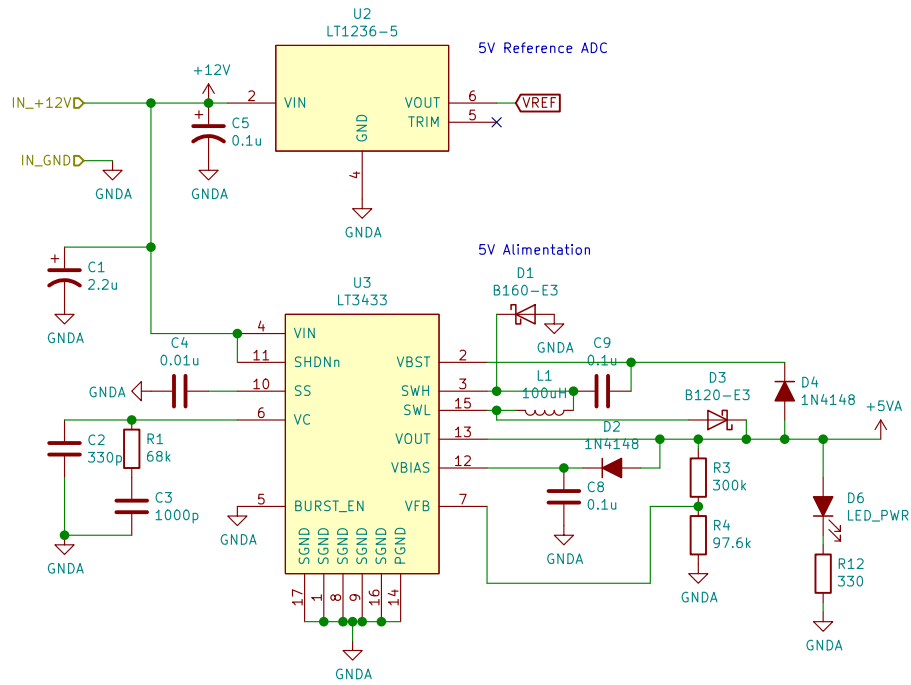 U2
LT1236-5
5V Reference ADC
+12V
IN_+12V
2
VIN
VOUT
6
VREF
TRIM
5
+
C5
0.1u
GND
4
IN_GND
GNDA
GNDA
GNDA
5V Alimentation
+
C1
2.2u
GNDA
U3
LT3433
D1
B160-E3
GNDA
4
VIN
C4
0.01u
11
SHDNn
VBST
2
C9
0.1u
GNDA
10
SS
SWH
3
L1
100uH
D3
B120-E3
D4
1N4148
SWL
15
+5VA
6
VC
VOUT
13
D2
1N4148
C2
330p
R1
68k
VBIAS
12
R3
300k
C3
1000p
5
BURST_EN
VFB
7
C8
0.1u
D6
LED_PWR
GNDA
GNDA
R4
97.6k
GNDA
GNDA
R12
330
GNDA
SGND
SGND
SGND
SGND
SGND
PGND
17
1
8
9
16
14
GNDA
GNDA